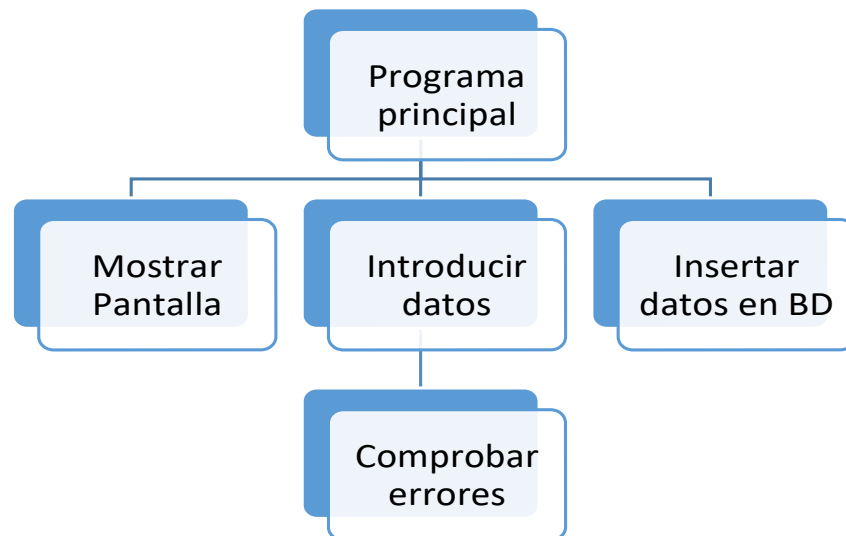 Programa
principal
Mostrar
Pantalla
Introducir
datos
Insertar
datos en BD
Comprobar
errores